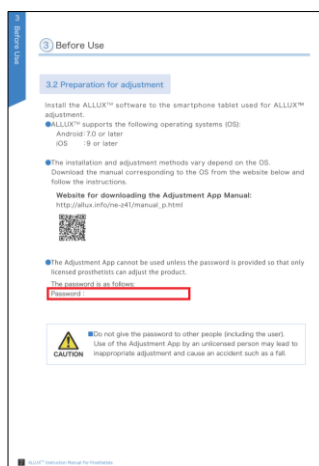 3 Before Use
3 Before Use
3.2 Preparation for adjustment
Install the ALLUX™ software to the smartphone tablet used for ALLUX™
adjustment.
●ALLUX™ supports the following operating systems (OS):
Android: 7.0 or later
iOS : 9 or later
●The installation and adjustment methods vary depend on the OS.
Download the manual corresponding to the OS from the website below and
follow the instructions.
Website for downloading the Adjustment App Manual:
http://allux.info/ne-z41/manual_p.html
●The Adjustment App cannot be used unless the password is provided so that only
licensed prosthetists can adjust the product.
The password is as follows:
Password :
CAUTION
■Do not give the password to other people (including the user).
Use of the Adjustment App by an unlicensed person may lead to
inappropriate adjustment and cause an accident such as a fall.
ALLUX™ Instruction Manual for Prosthetists